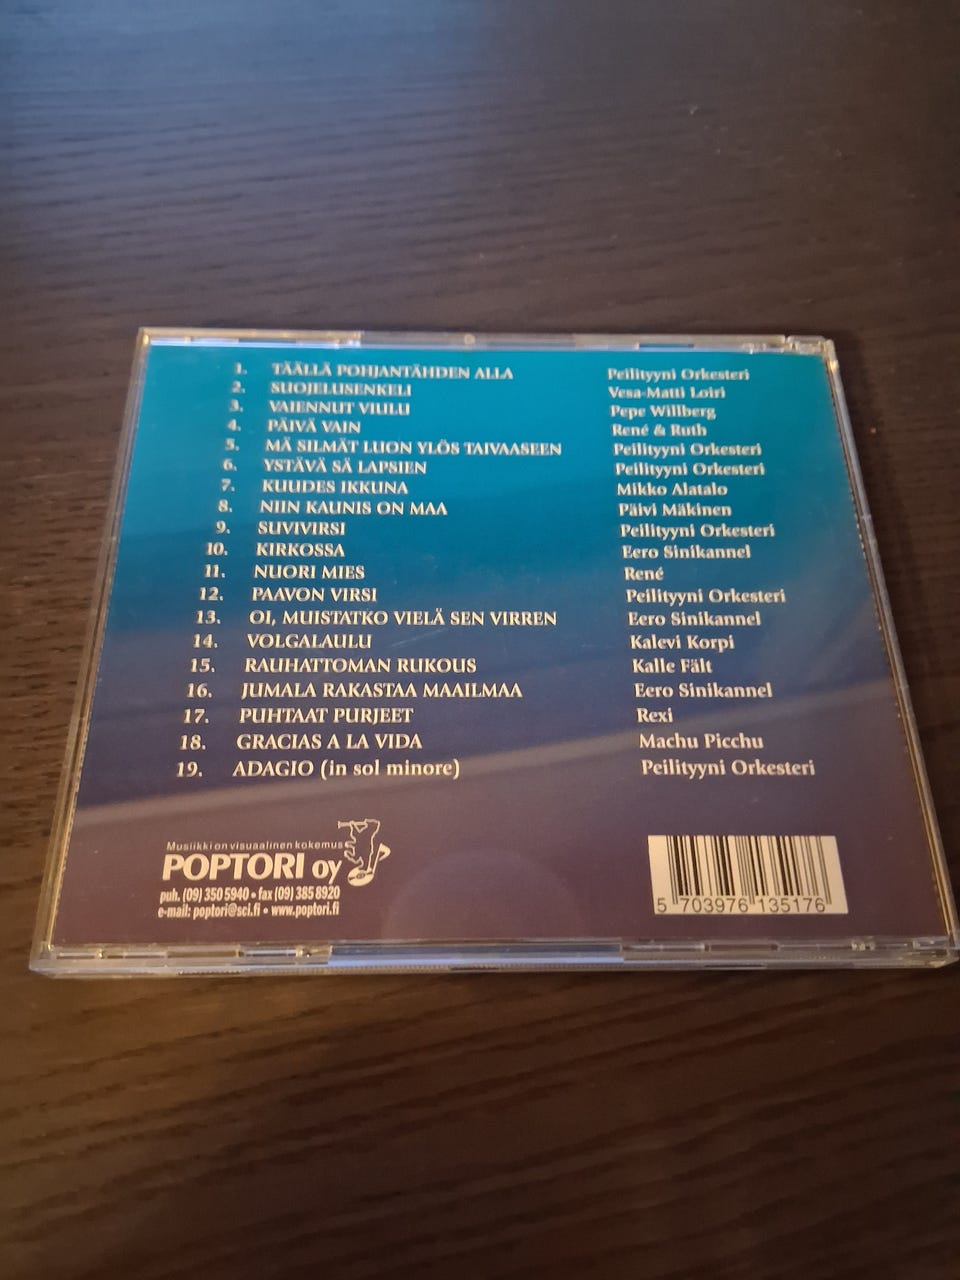 1. TÄÄLLÄ POHJANTÄHDEN ALLA Peilityyni Orkesteri
2. SUOJELUSENKELI Vesa-Matti Loiri
3. VAIENNUT VIULU Pepe Willberg
4. PÄIVÄ VAIN René & Ruth
5. MÄ SILMÄT LUON YLÖS TAIVAASEEN Peilityyni Orkesteri
6. YSTÄVÄ SÄ LAPSIEN Peilityyni Orkesteri
7. KUUDES IKKUNA Mikko Alatalo
8. NIIN KAUNIS ON MAA Päivi Mäkinen
9. SUVIVIRSI Peilityyni Orkesteri
10. KIRKOSSA Eero Sinikannel
11. NUORI MIES René
12. PAAVON VIRSI Peilityyni Orkesteri
13. OI, MUISTATKO VIELÄ SEN VIRREN Eero Sinikannel
14. VOLGALAULU Kalevi Korpi
15. RAUHATTOMAN RUKOUS Kalle Fält
16. JUMALA RAKASTAA MAAILMAA Eero Sinikannel
17. PUHTAAT PURJEET Rexi
18. GRACIAS A LA VIDA Machu Picchu
19. ADAGIO (in sol minore) Peilityyni Orkesteri
Musiikki on visuaalinen kokemus
POPTORI oy
puh. (09) 350 5940 • fax (09) 385 8920
e-mail: poptori@sci.fi • www.poptori.fi
5 703976 135176